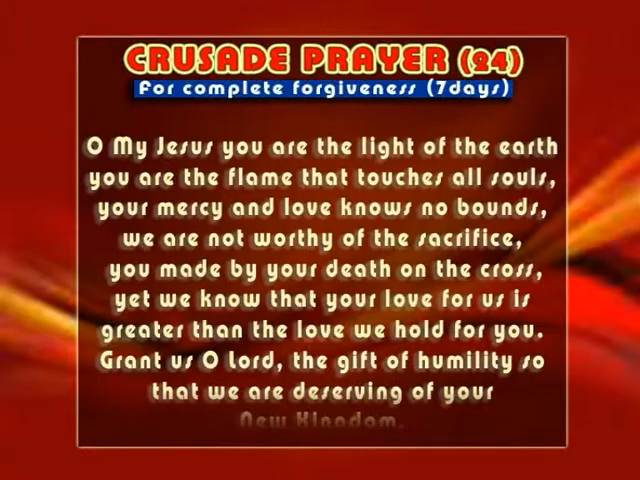 CRUSADE PRAYER (24)
For complete forgiveness (7days)
O My Jesus you are the light of the earth
you are the flame that touches all souls,
your mercy and love knows no bounds,
we are not worthy of the sacrifice,
you made by your death on the cross,
yet we know that your love for us is
greater than the love we hold for you.
Grant us O Lord, the gift of humility so
that we are deserving of your
New Kingdom.